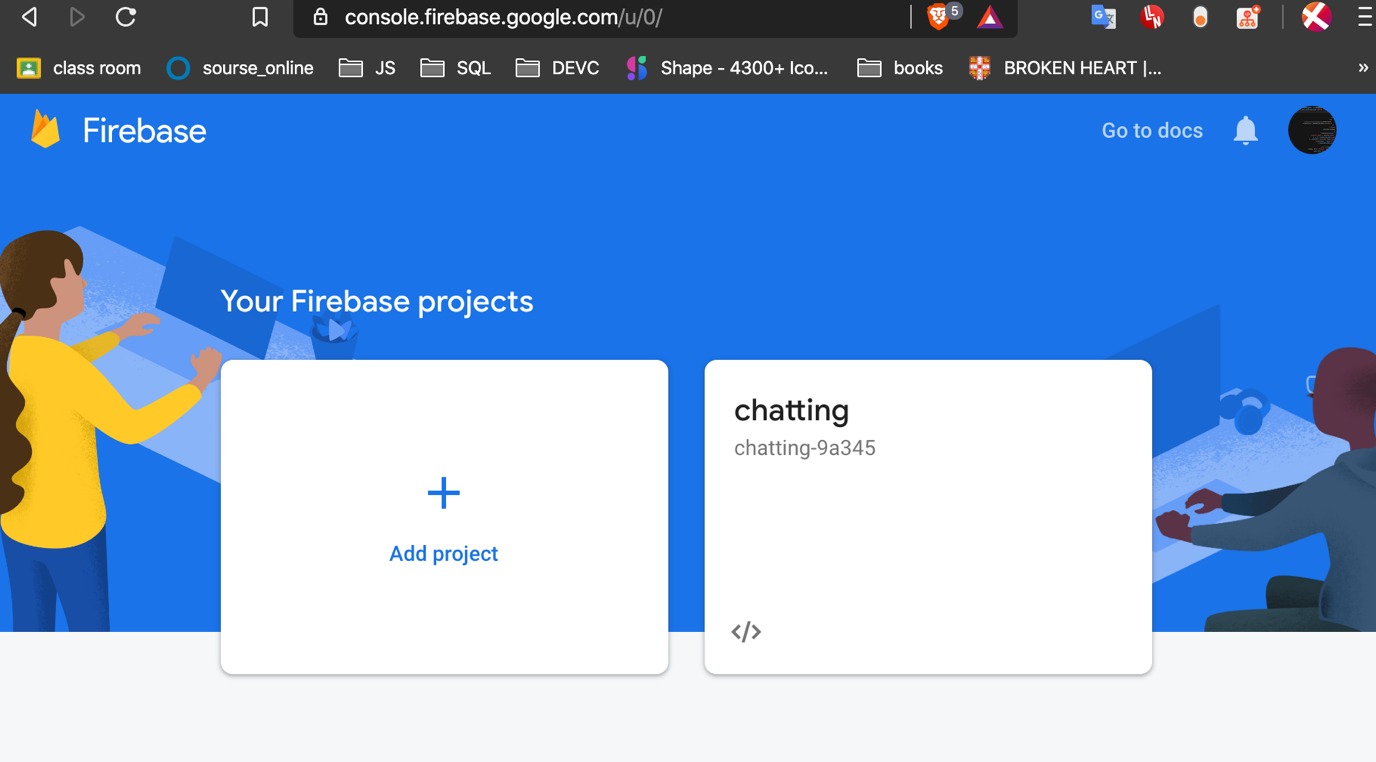 console.firebase.google.com/u/0/
5
class room
sourse_online
JS
SQL
DEVC
Shape - 4300+ Ico...
books
BROKEN HEART |...
»
Firebase
Go to docs
Your Firebase projects
Add project
chatting
chatting-9a345